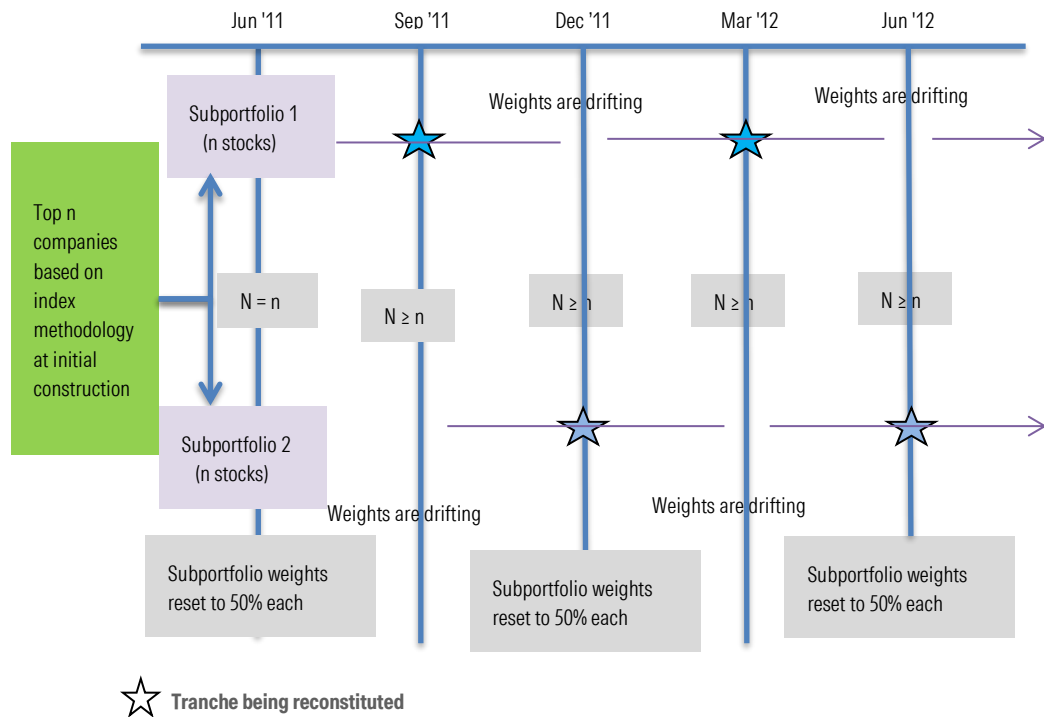 Jun '11
Sep '11
Dec '11
Mar '12
Jun '12
Weights are drifting
Weights are drifting
Subportfolio 1
(n stocks)
Top n
companies
based on
index
methodology
at initial
construction
N = n
N ≥ n
N ≥ n
N ≥ n
N ≥ n
Subportfolio 2
(n stocks)
Weights are drifting
Weights are drifting
Subportfolio weights
reset to 50% each
Subportfolio weights
reset to 50% each
Subportfolio weights
reset to 50% each
Tranche being reconstituted